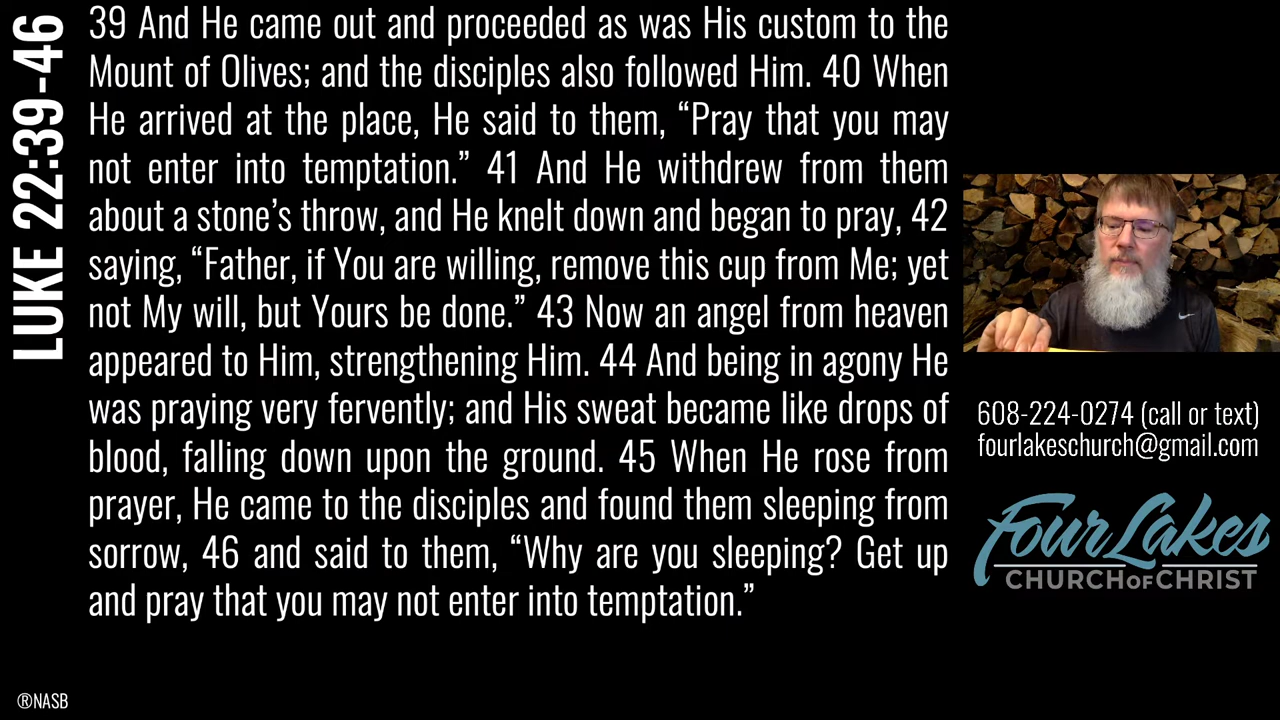 LUKE 22:39-46
39 And He came out and proceeded as was His custom to the
Mount of Olives; and the disciples also followed Him. 40 When
He arrived at the place, He said to them, “Pray that you may
not enter into temptation.” 41 And He withdrew from them
about a stone’s throw, and He knelt down and began to pray, 42
saying, “Father, if You are willing, remove this cup from Me; yet
not My will, but Yours be done.” 43 Now an angel from heaven
appeared to Him, strengthening Him. 44 And being in agony He
was praying very fervently; and His sweat became like drops of
blood, falling down upon the ground. 45 When He rose from
prayer, He came to the disciples and found them sleeping from
sorrow, 46 and said to them, “Why are you sleeping? Get up
and pray that you may not enter into temptation.”
®NASB
608-224-0274 (call or text)
fourlakeschurch@gmail.com
Four Lakes
CHURCH OF CHRIST